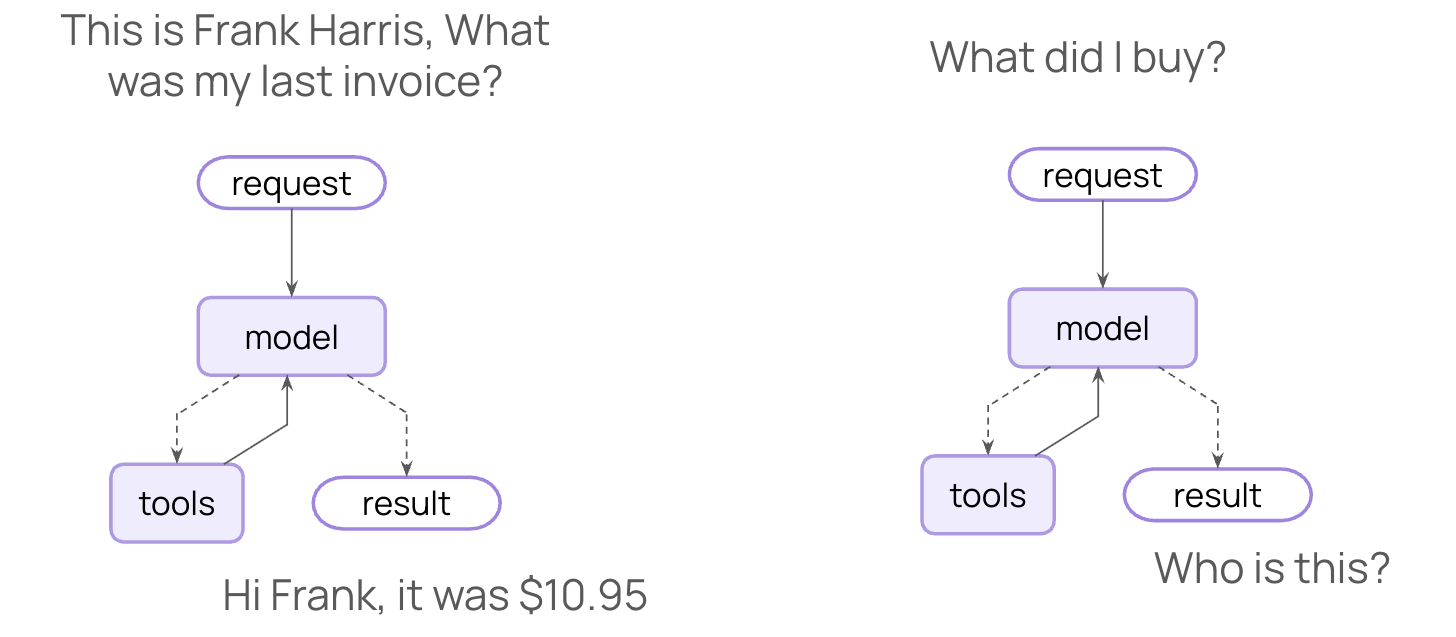 This is Frank Harris, What
was my last invoice?
request
model
tools
result
Hi Frank, it was $10.95
What did I buy?
request
model
tools
result
Who is this?